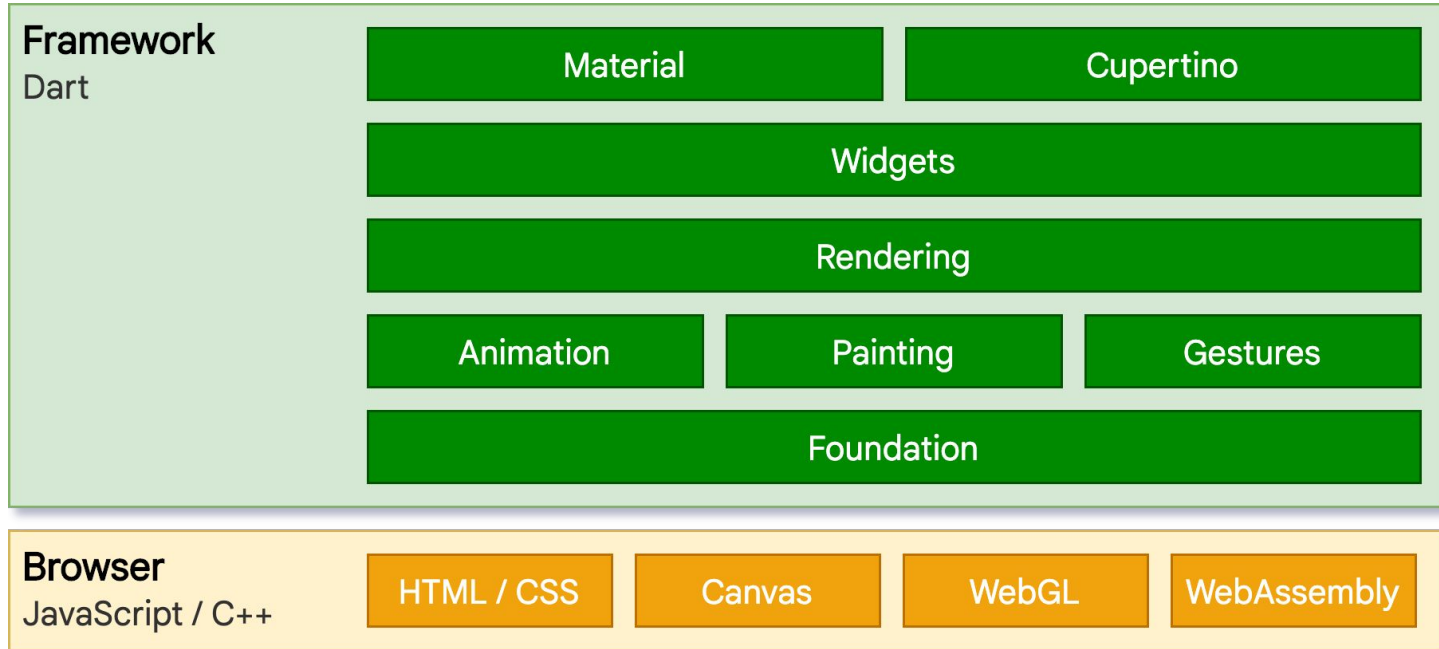 Framework
Dart
Material
Cupertino
Widgets
Rendering
Animation
Painting
Gestures
Foundation
Browser
JavaScript / C++
HTML / CSS
Canvas
WebGL
WebAssembly